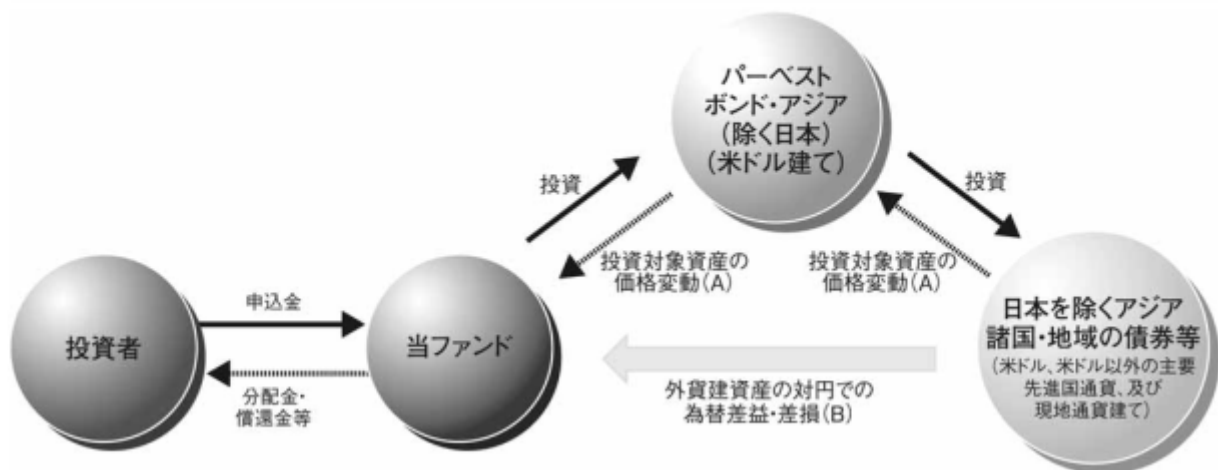 パーベスト
ボンド・アジア
(除く日本)
(米ドル建て)
投資
投資
投資対象資産の
価格変動(A)
投資対象資産の
価格変動(A)
投資者
申込金
分配金・
償還金等
当ファンド
外貨建資産の対円での
為替差益・差損(B)
日本を除くアジア
諸国・地域の債券等
(米ドル、米ドル以外の主要
先進国通貨、及び
現地通貨建て)